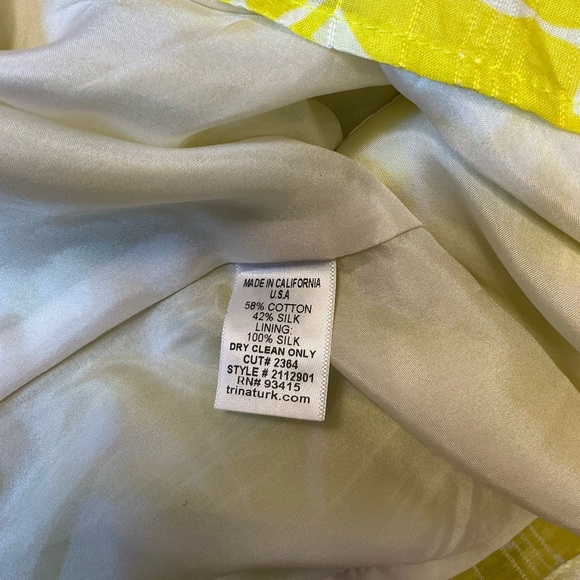 MADE IN CALIFORNIA
U.S.A
58% COTTON
42% SILK
LINING:
100% SILK
DRY CLEAN ONLY
CUT# 2364
STYLE # 2112901
RN# 93415
trinaturk.com